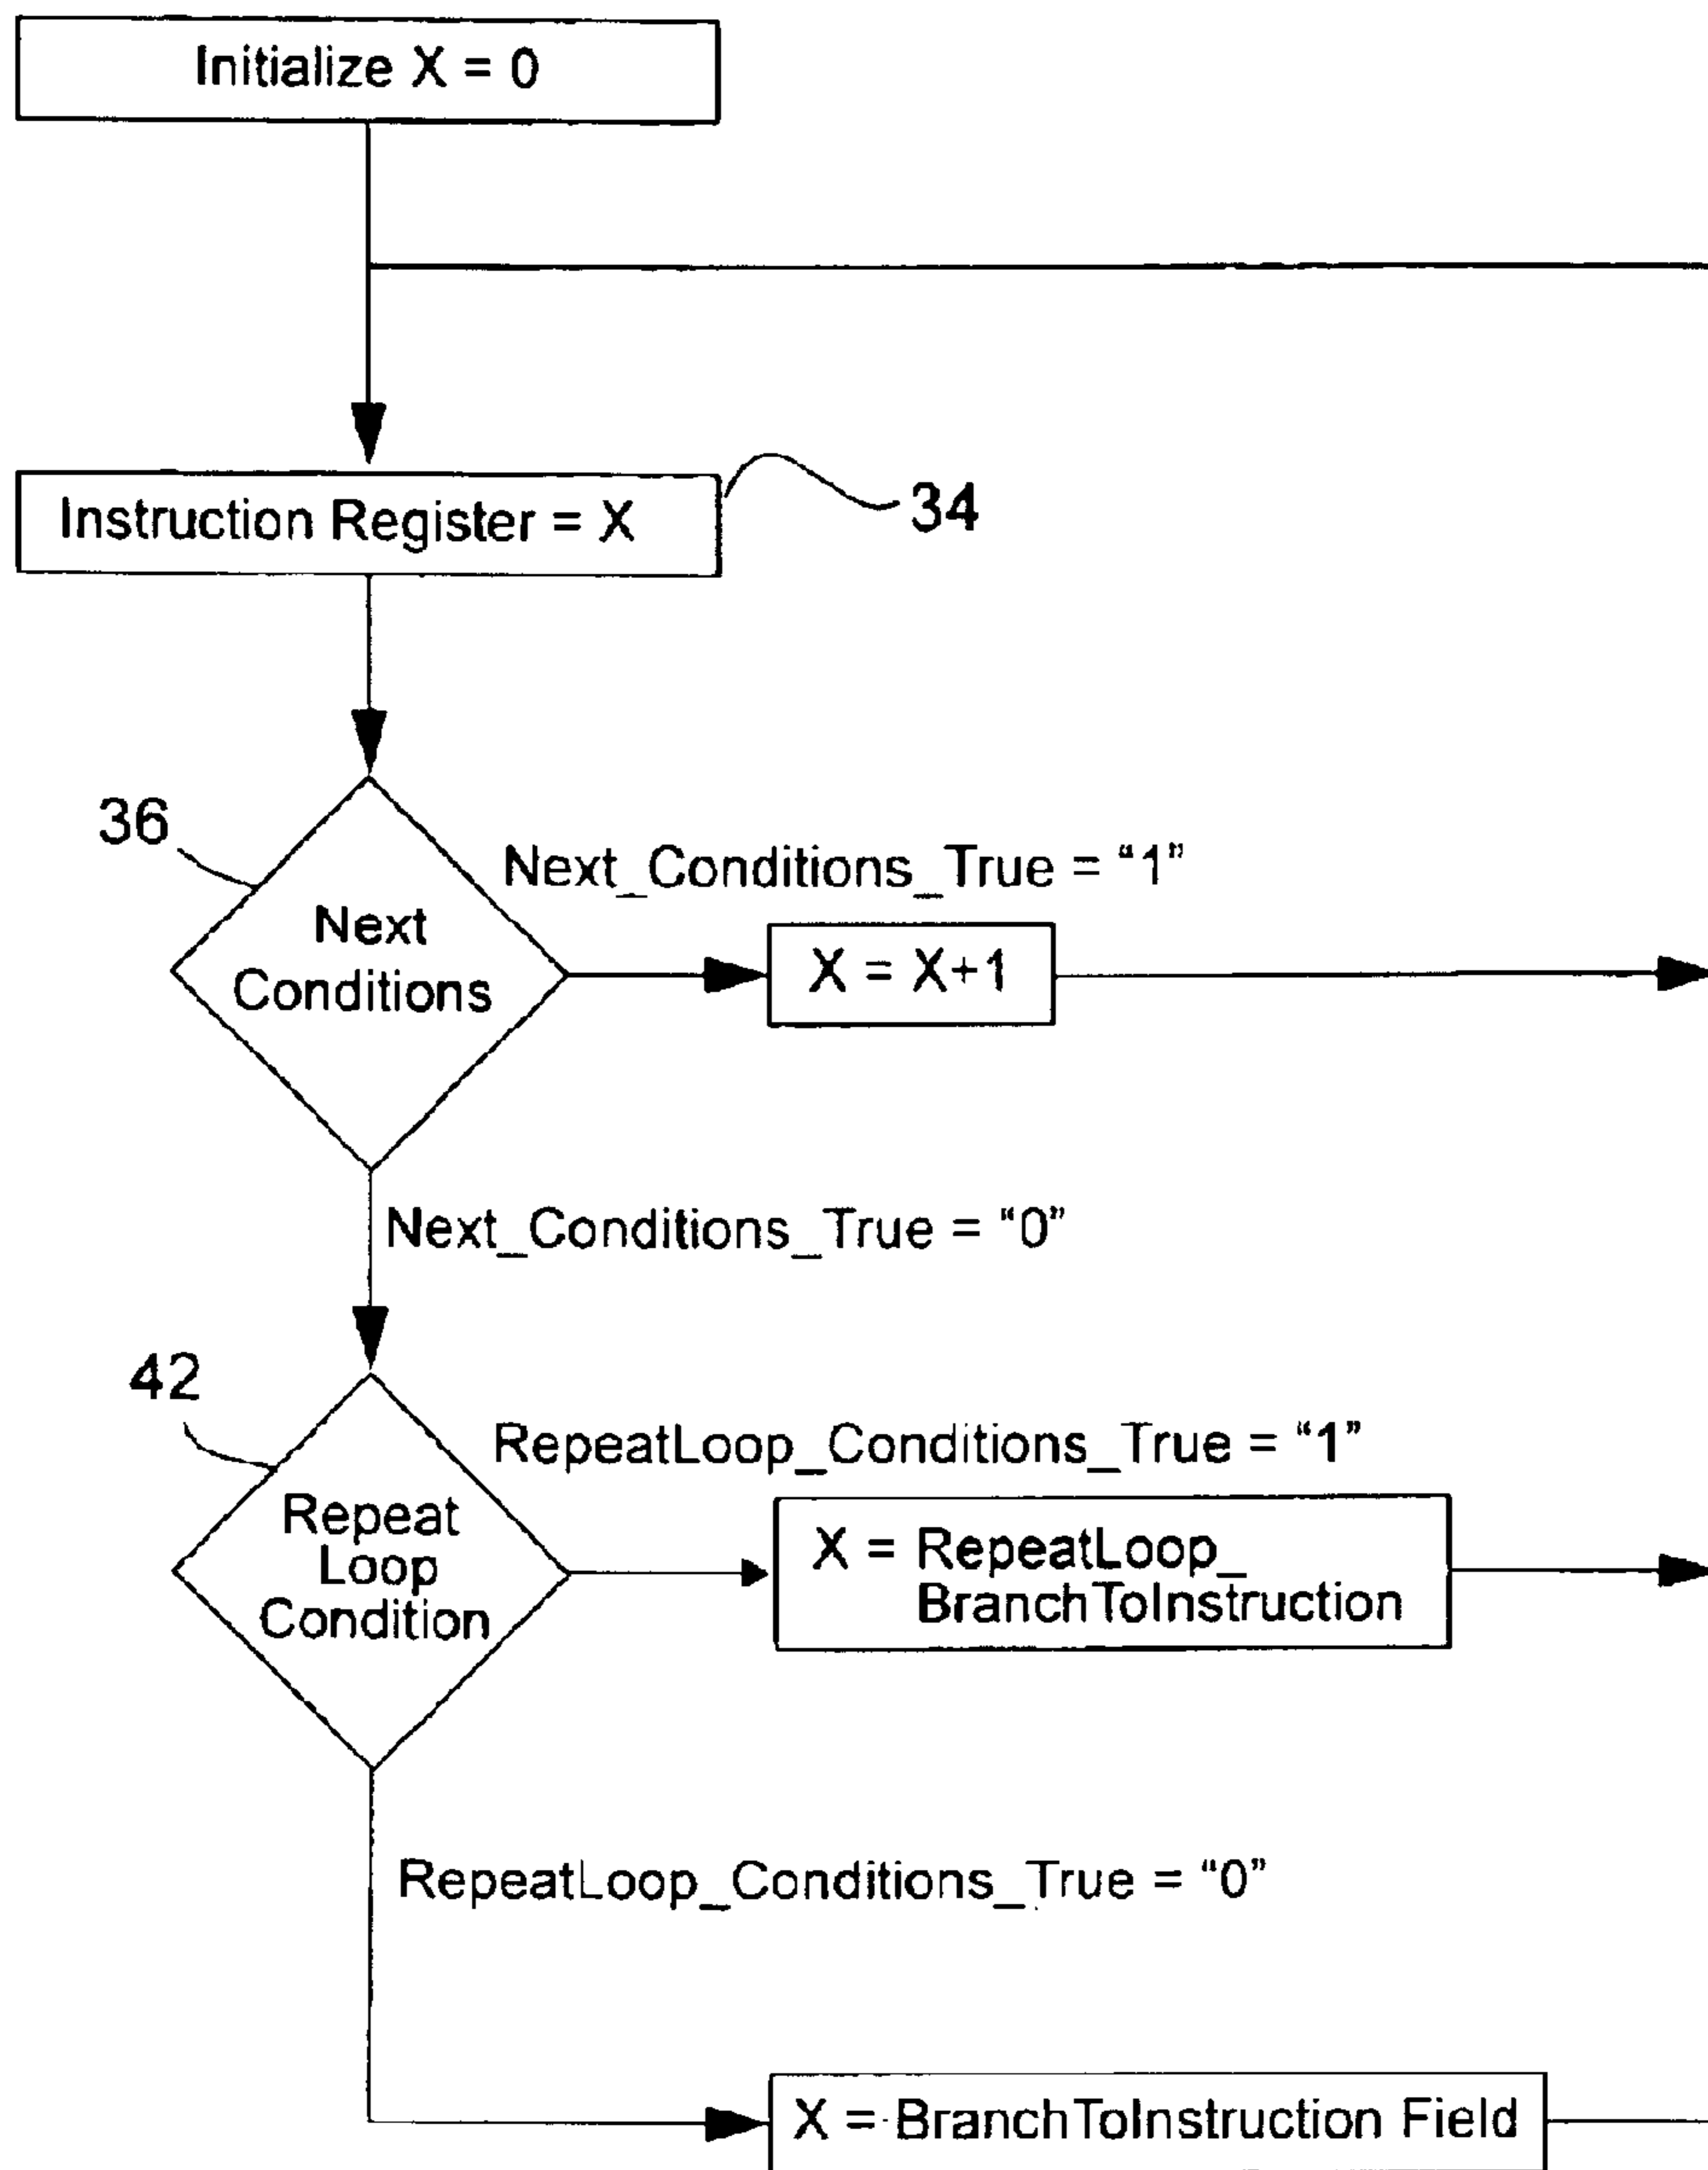 Initialize X = 0
Instruction Register = X
34
36
Next_Conditions_True = “1”
Next
Conditions
X = X+1
Next_Conditions_True = “0”
42
RepeatLoop_Conditions_True = “1”
Repeat
Loop
Condition
X = RepeatLoop_
BranchToInstruction
RepeatLoop_Conditions_True = “0”
X = BranchToInstruction Field